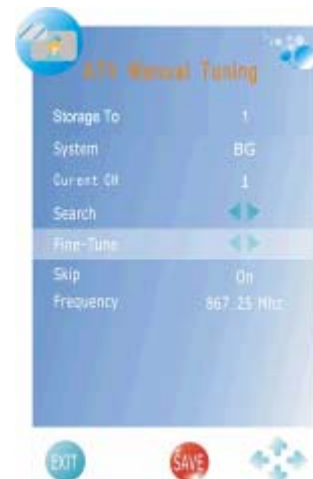 ATV Manual Tuning
Storage To 1
System BG
Curent CH 1
Search
Fine-Tune
Skip On
Frequency 867.25 Mhz
EXIT SAVE